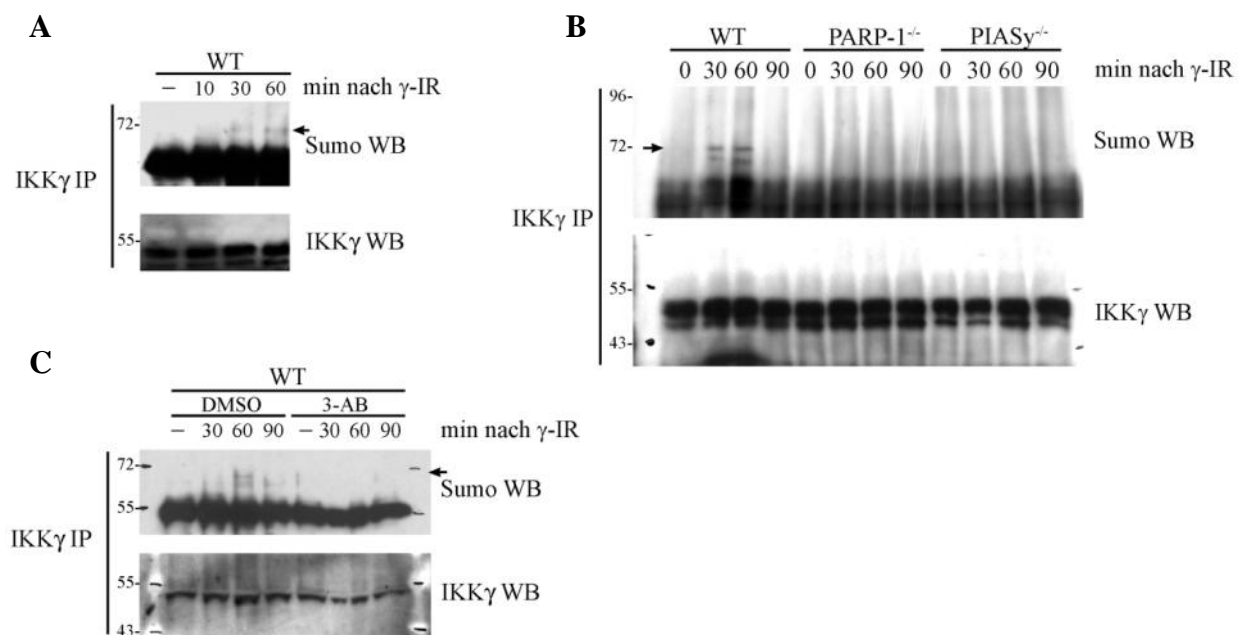 A
WT
– 10 30 60 min nach γ-IR
72-
Sumo WB
IKKγ IP
55-
IKKγ WB
B
WT PARP-1-/- PIASy-/-
0 30 60 90 0 30 60 90 0 30 60 90 min nach γ-IR
96-
72-
Sumo WB
IKKγ IP
55-
43-
IKKγ WB
C
WT
DMSO 3-AB
– 30 60 90 – 30 60 90 min nach γ-IR
72-
55-
Sumo WB
IKKγ IP
55-
43-
IKKγ WB